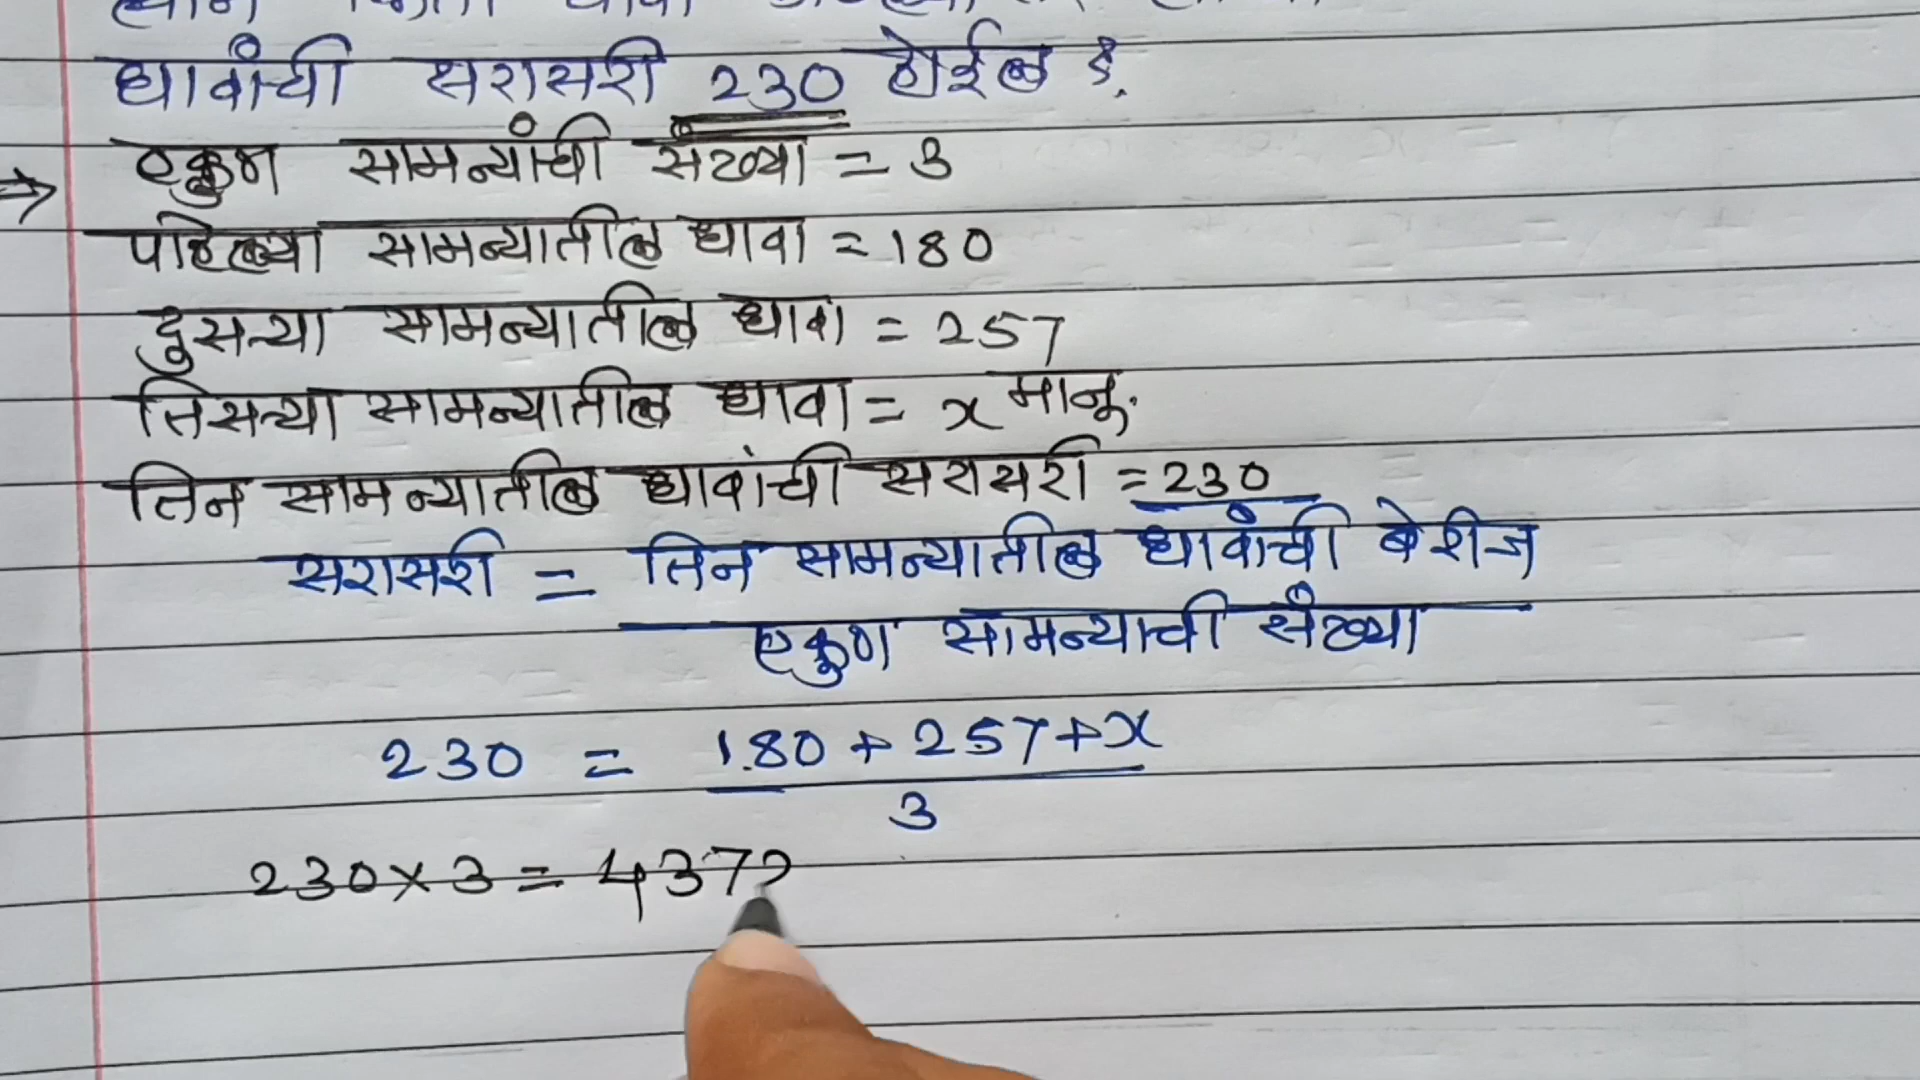 धावांची सरासरी 230 होईल ?.
⇒ एकुण सामन्यांची संख्या = 3
पहिल्या सामन्यातील धावा = 180
दुसऱ्या सामन्यातील धावा = 257
तिसऱ्या सामन्यातील धावा = x मानू.
तिन सामन्यातील धावांची सरासरी = 230
सरासरी = तिन सामन्यातील धावांची बेरीज
एकुण सामन्याची संख्या
230 = 180 + 257 + x
3
230 × 3 = 437